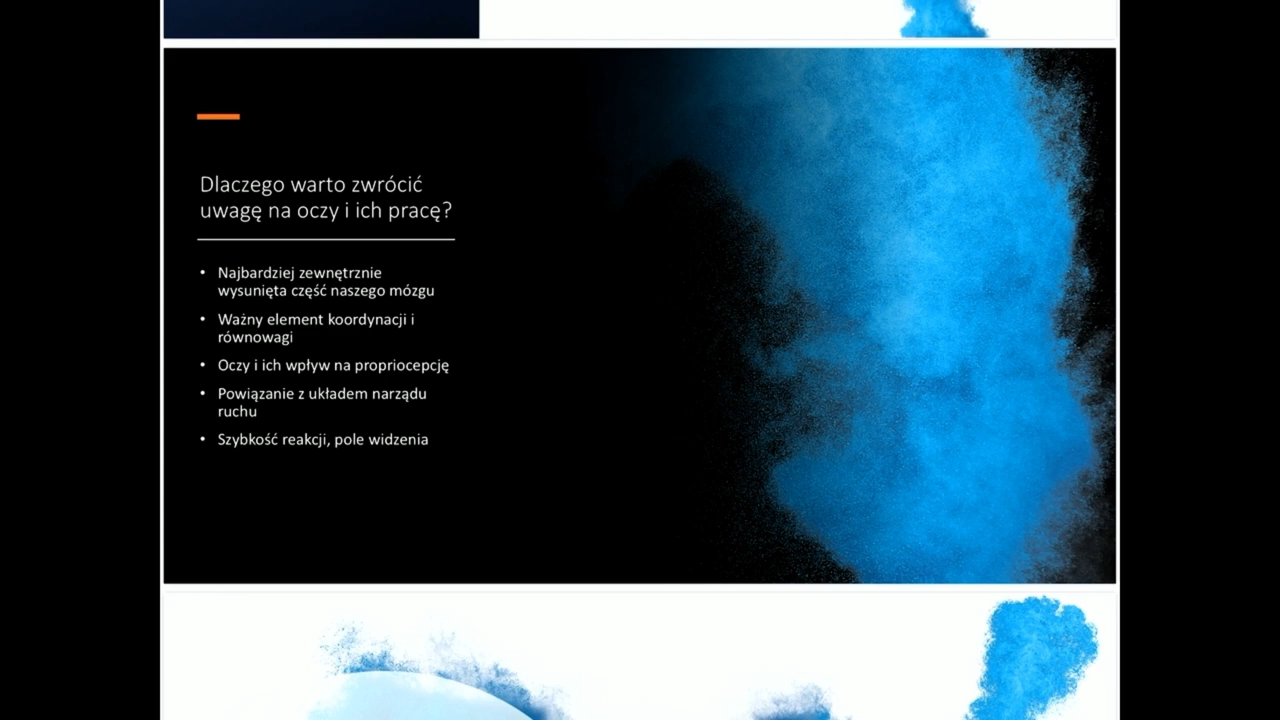 Dlaczego warto zwrócić
uwagę na oczy i ich pracę?
• Najbardziej zewnętrznie
wysunięta część naszego mózgu
• Ważny element koordynacji i
równowagi
• Oczy i ich wpływ na propriocepcję
• Powiązanie z układem narządu
ruchu
• Szybkość reakcji, pole widzenia